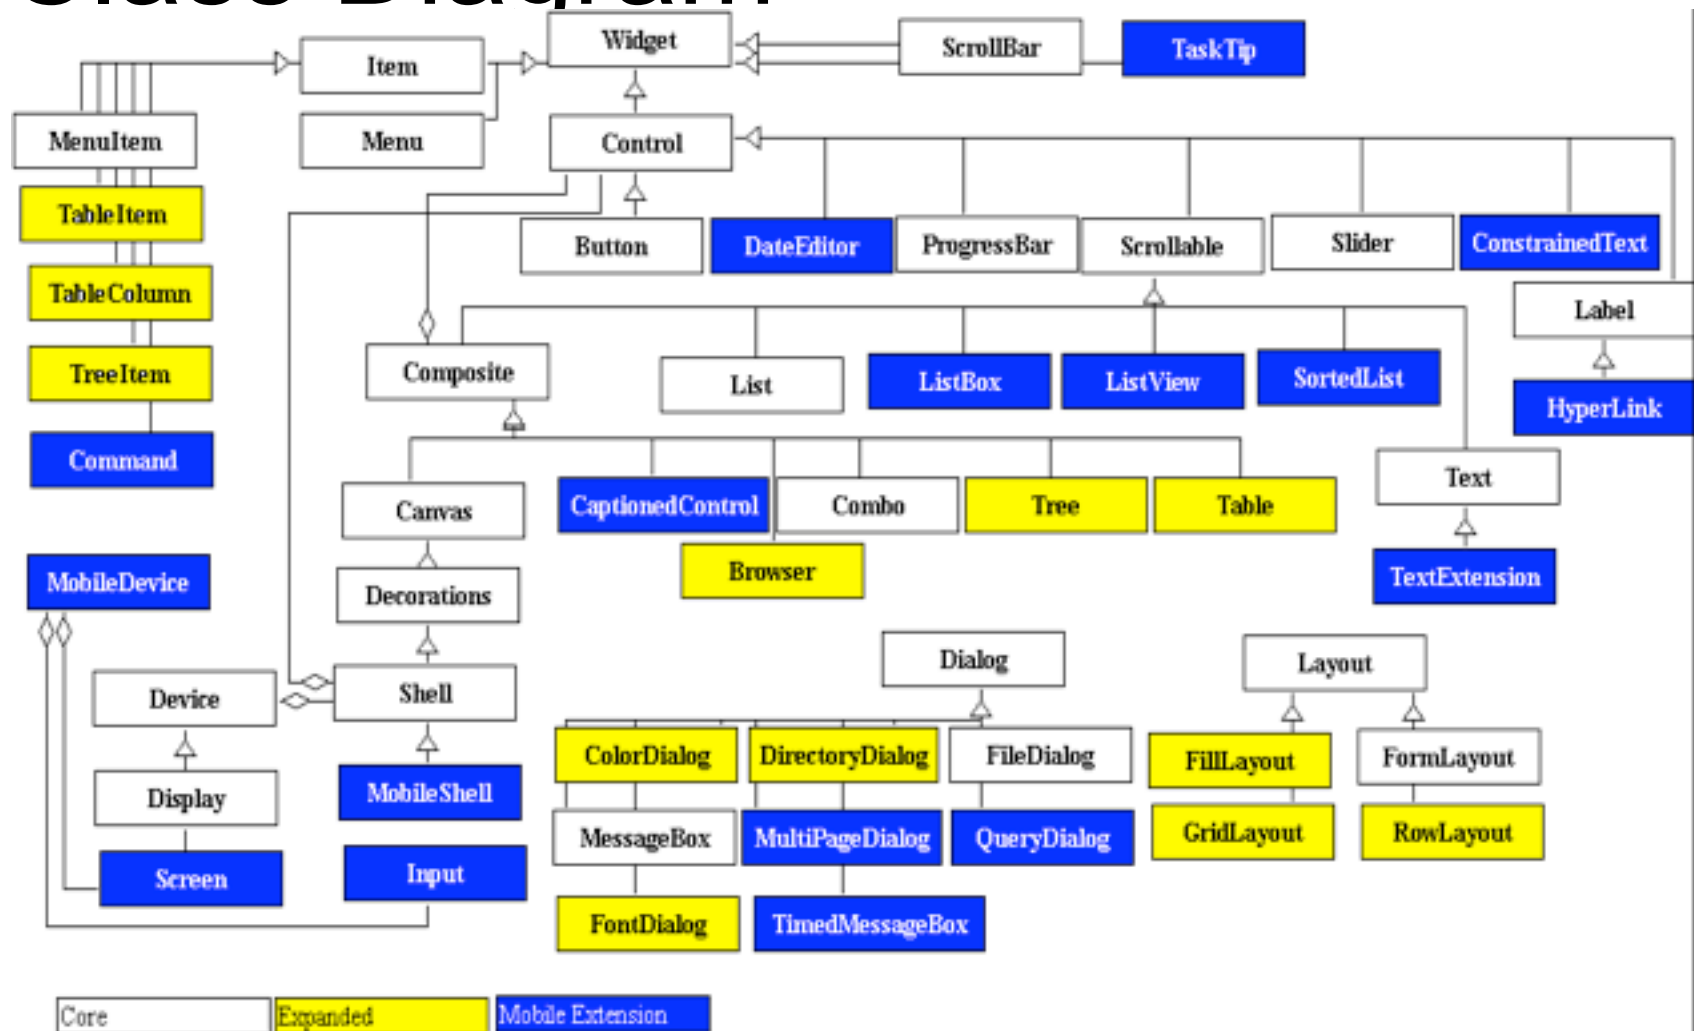 Class Diagram
Widget
ScrollBar
TaskTip
Item
MenuItem
Menu
Control
TableItem
Button
DateEditor
ProgressBar
Scrollable
Slider
ConstrainedText
TableColumn
Label
TreeItem
Composite
List
ListBox
ListView
SortedList
HyperLink
Command
Canvas
CaptionedControl
Combo
Tree
Table
Text
MobileDevice
Browser
TextExtension
Decorations
Dialog
Layout
Device
Shell
ColorDialog
DirectoryDialog
FileDialog
FillLayout
FormLayout
Display
MobileShell
MessageBox
MultiPageDialog
QueryDialog
GridLayout
RowLayout
Screen
Input
FontDialog
TimedMessageBox
Core
Expanded
Mobile Extension